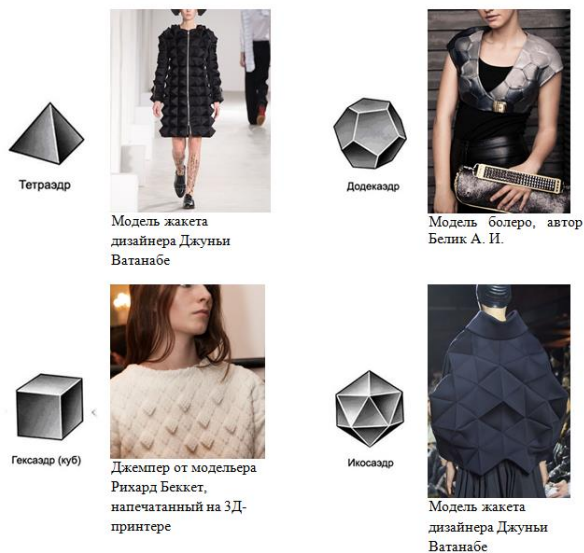 Тетраэдр
Модель жакета
дизайнера Джуньи
Ватанабе
Додекаэдр
Модель болеро, автор
Белик А. И.
Гексаэдр (куб)
Джемпер от модельера
Рихард Беккет,
напечатанный на 3Д-
принтере
Икосаэдр
Модель жакета
дизайнера Джуньи
Ватанабе